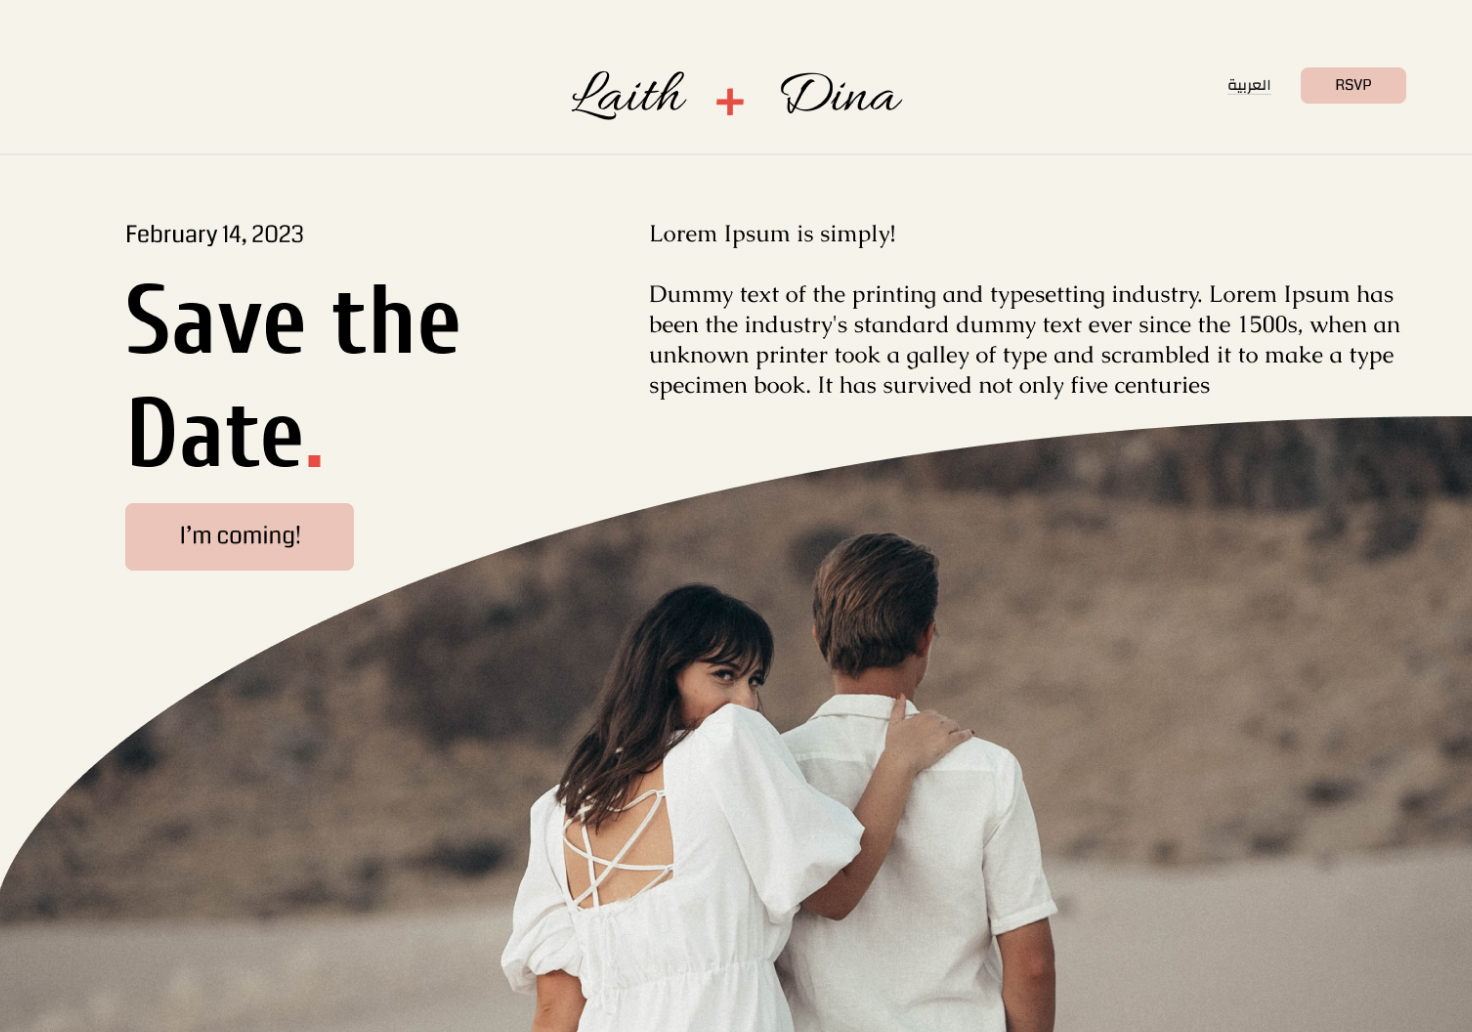 Laith + Dina
العربية
RSVP
February 14, 2023
Save the
Date.
I'm coming!
Lorem Ipsum is simply!
Dummy text of the printing and typesetting industry. Lorem Ipsum has
been the industry's standard dummy text ever since the 1500s, when an
unknown printer took a galley of type and scrambled it to make a type
specimen book. It has survived not only five centuries